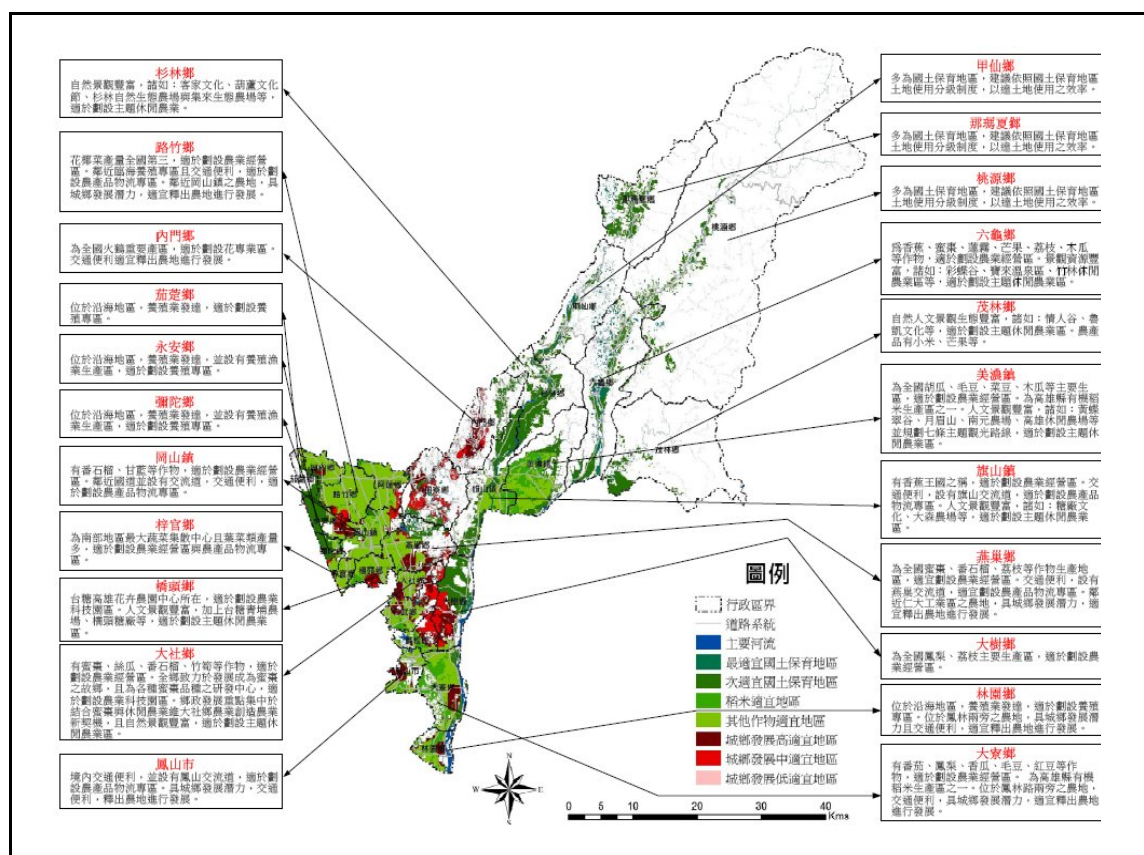 杉林鄉
自然景觀豐富，諸如：客家文化、葫蘆文化
節、杉林自然生態農場與集來生態農場等，
適於劃設主題休閒農業。
路竹鄉
花椰菜產量全國第三，適於劃設農業經營
區。鄰近臨海養殖專區且交通便利，適於劃
設農產品物流專區。鄰近岡山鎮之農地，具
城鄉發展潛力，適宜釋出農地進行發展。
內門鄉
為全國火鶴重要產區，適於劃設花專業區。
交通便利適宜釋出農地進行發展。
茄萣鄉
位於沿海地區，養殖業發達，適於劃設養
殖專區。
永安鄉
位於沿海地區，養殖業發達，並設有養殖漁
業生產區，適於劃設養殖專區。
彌陀鄉
位於沿海地區，養殖業發達，並設有養殖漁
業生產區，適於劃設養殖專區。
岡山鎮
有番石榴、甘藍等作物，適於劃設農業經營
區。鄰近國道並設有交流道，交通便利，適
於劃設農產品物流專區。
梓官鄉
為南部地區最大蔬菜集散中心且葉菜類產量
多，適於劃設農業經營區與農產品物流專
區。
橋頭鄉
台糖高雄花卉農園中心所在，適於劃設農業
科技園區。人文景觀豐富，加上台糖青埔農
場、橋頭糖廠等，適於劃設主題休閒農業
區。
大社鄉
有蜜棗、絲瓜、番石榴、竹筍等作物，適於
劃設農業經營區。全鄉致力於發展成為蜜棗
之故鄉，且為各種蜜棗品種之研發中心，適
於劃設農業科技園區。鄉政發展重點集中於
結合蜜棗與休閒農業維大社鄉農業創造農業
新契機，且自然景觀豐富，適於劃設主題休
閒農業區。
鳳山市
境內交通便利，並設有鳳山交流道，適於劃
設農產品物流專區。具城鄉發展潛力，交通
便利，釋出農地進行發展。
甲仙鄉
多為國土保育地區，建議依照國土保育地區
土地使用分級制度，以達土地使用之效率。
那瑪夏鄉
多為國土保育地區，建議依照國土保育地區
土地使用分級制度，以達土地使用之效率。
桃源鄉
多為國土保育地區，建議依照國土保育地區
土地使用分級制度，以達土地使用之效率。
六龜鄉
為香蕉、蜜棗、蓮霧、芒果、荔枝、木瓜
等作物，適於劃設農業經營區。景觀資源豐
富，諸如：彩蝶谷、寶來溫泉區、竹林休閒
農業區等，適於劃設主題休閒農業區。
茂林鄉
自然人文景觀生態豐富，諸如：情人谷、魯
凱文化等，適於劃設主題休閒農業區。農產
品有小米、芒果等。
美濃鎮
為全國胡瓜、毛豆、菜豆、木瓜等主要生產
區，適於劃設農業經營區。為高雄縣有機稻
米生產區之一。人文景觀豐富，諸如：黃蝶
翠谷、月眉山、南元農場、高雄休閒農場等
並規劃七條主題觀光路線，適於劃設主題休
閒農業區。
旗山鎮
有香蕉王國之稱，適於劃設農業經營區。交
通便利，設有旗山交流道，適於劃設農產品
物流專區。人文景觀豐富，諸如：糖廠文
化、大森農場等，適於劃設主題休閒農業
區。
燕巢鄉
為全國蜜棗、番石榴、荔枝等作物生產地
區，適宜劃設農業經營區。交通便利，設有
燕巢交流道，適宜劃設農產品物流專區。鄰
近仁大工業區之農地，具城鄉發展潛力，適
宜釋出農地進行發展。
大樹鄉
為全國鳳梨、荔枝主要生產區，適於劃設農
業經營區。
林園鄉
位於沿海地區，養殖業發達，適於劃設養殖
專區。位於鳳林兩旁之農地，具城鄉發展潛
力且交通便利，適宜釋出農地進行發展。
大寮鄉
有番茄、鳳梨、香瓜、毛豆、紅豆等作
物，適於劃設農業經營區。 為高雄縣有機
稻米生產區之一。位於鳳林路兩旁之農地，
交通便利，具城鄉發展潛力，適宜釋出農地
進行發展。
桃源鄉
茂林鄉
美濃鎮
旗山鎮
路竹鄉
圖例
行政區界
道路系統
主要河流
最適宜國土保育地區
次適宜國土保育地區
稻米適宜地區
其他作物適宜地區
城鄉發展高適宜地區
城鄉發展中適宜地區
城鄉發展低適宜地區
N
W
E
S
0 5 10 20 30 40
Kms